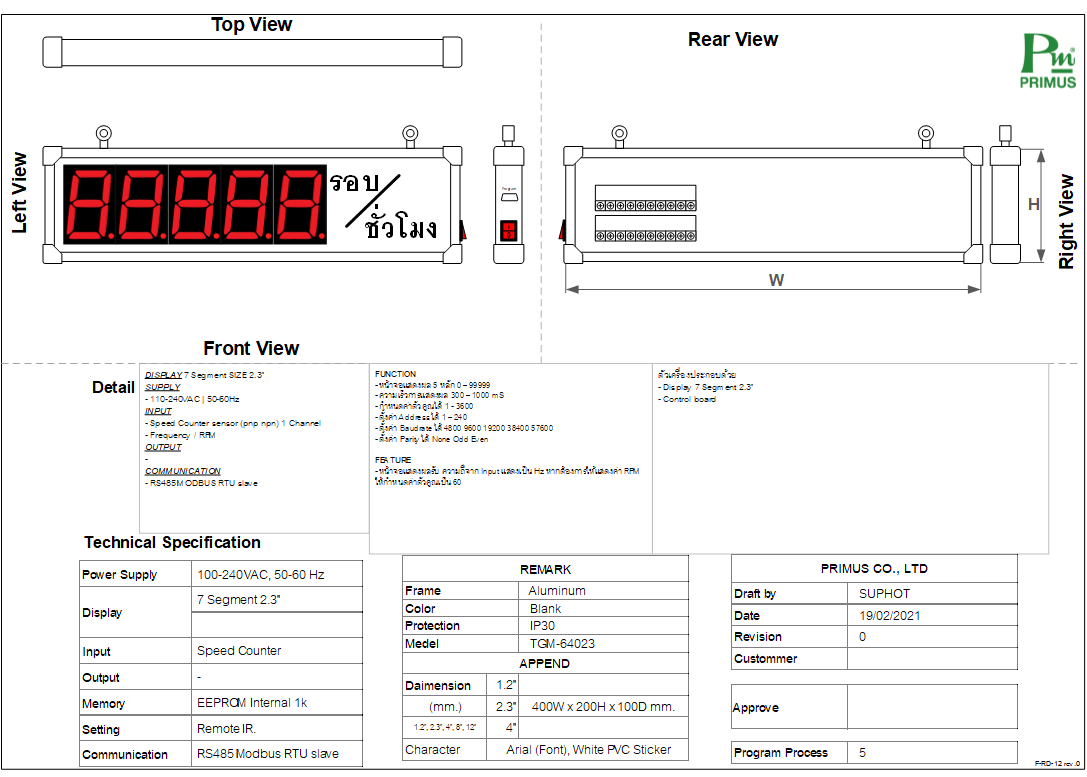 Top View
Rear View
Pm
PRIMUS
Left View
8.8.8.8.8.
รอบ/
ชั่วโมง
Program
H
Right View
W
Front View
Detail
DISPLAY 7 Segment SIZE 2.3"
SUPPLY
- 110-240VAC | 50-60Hz
INPUT
- Speed Counter sensor (pnp npn) 1 Channel
- Frequency / RPM
OUTPUT
-
COMMUNICATION
- RS485MODBUS RTU slave
FUNCTION
-หน้าจอแสดงผล 5 หลัก 0 – 99999
-ความเร็วการแสดงผล 300 – 1000 mS
-กำหนดค่าตัวคูณได้ 1 - 3600
-ตั้งค่า Address ได้ 1 – 240
-ตั้งค่า Baudrate ได้ 4800 9600 19200 38400 57600
-ตั้งค่า Parity ได้ None Odd Even
FEATURE
-หน้าจอแสดงผลรับ ความถี่จาก Input แสดงเป็น Hz หากต้องการให้แสดงค่า RPM
ให้กำหนดค่าตัวคูณเป็น 60
ตัวเครื่องประกอบด้วย
- Display 7 Segment 2.3"
- Control board
Technical Specification
Power Supply 100-240VAC, 50-60 Hz
Display 7 Segment 2.3"
Input Speed Counter
Output -
Memory EEPROM Internal 1k
Setting Remote IR.
Communication RS485Modbus RTU slave
REMARK
Frame Aluminum
Color Blank
Protection IP30
Medel TGM-64023
APPEND
Daimension 1.2"
(mm.) 2.3" 400W x 200H x 100D mm.
1.2", 2.3", 4", 8", 12" 4"
Character Arial (Font), White PVC Sticker
PRIMUS CO., LTD
Draft by SUPHOT
Date 19/02/2021
Revision 0
Custommer
Approve
Program Process 5
F-RD-12 rev.0